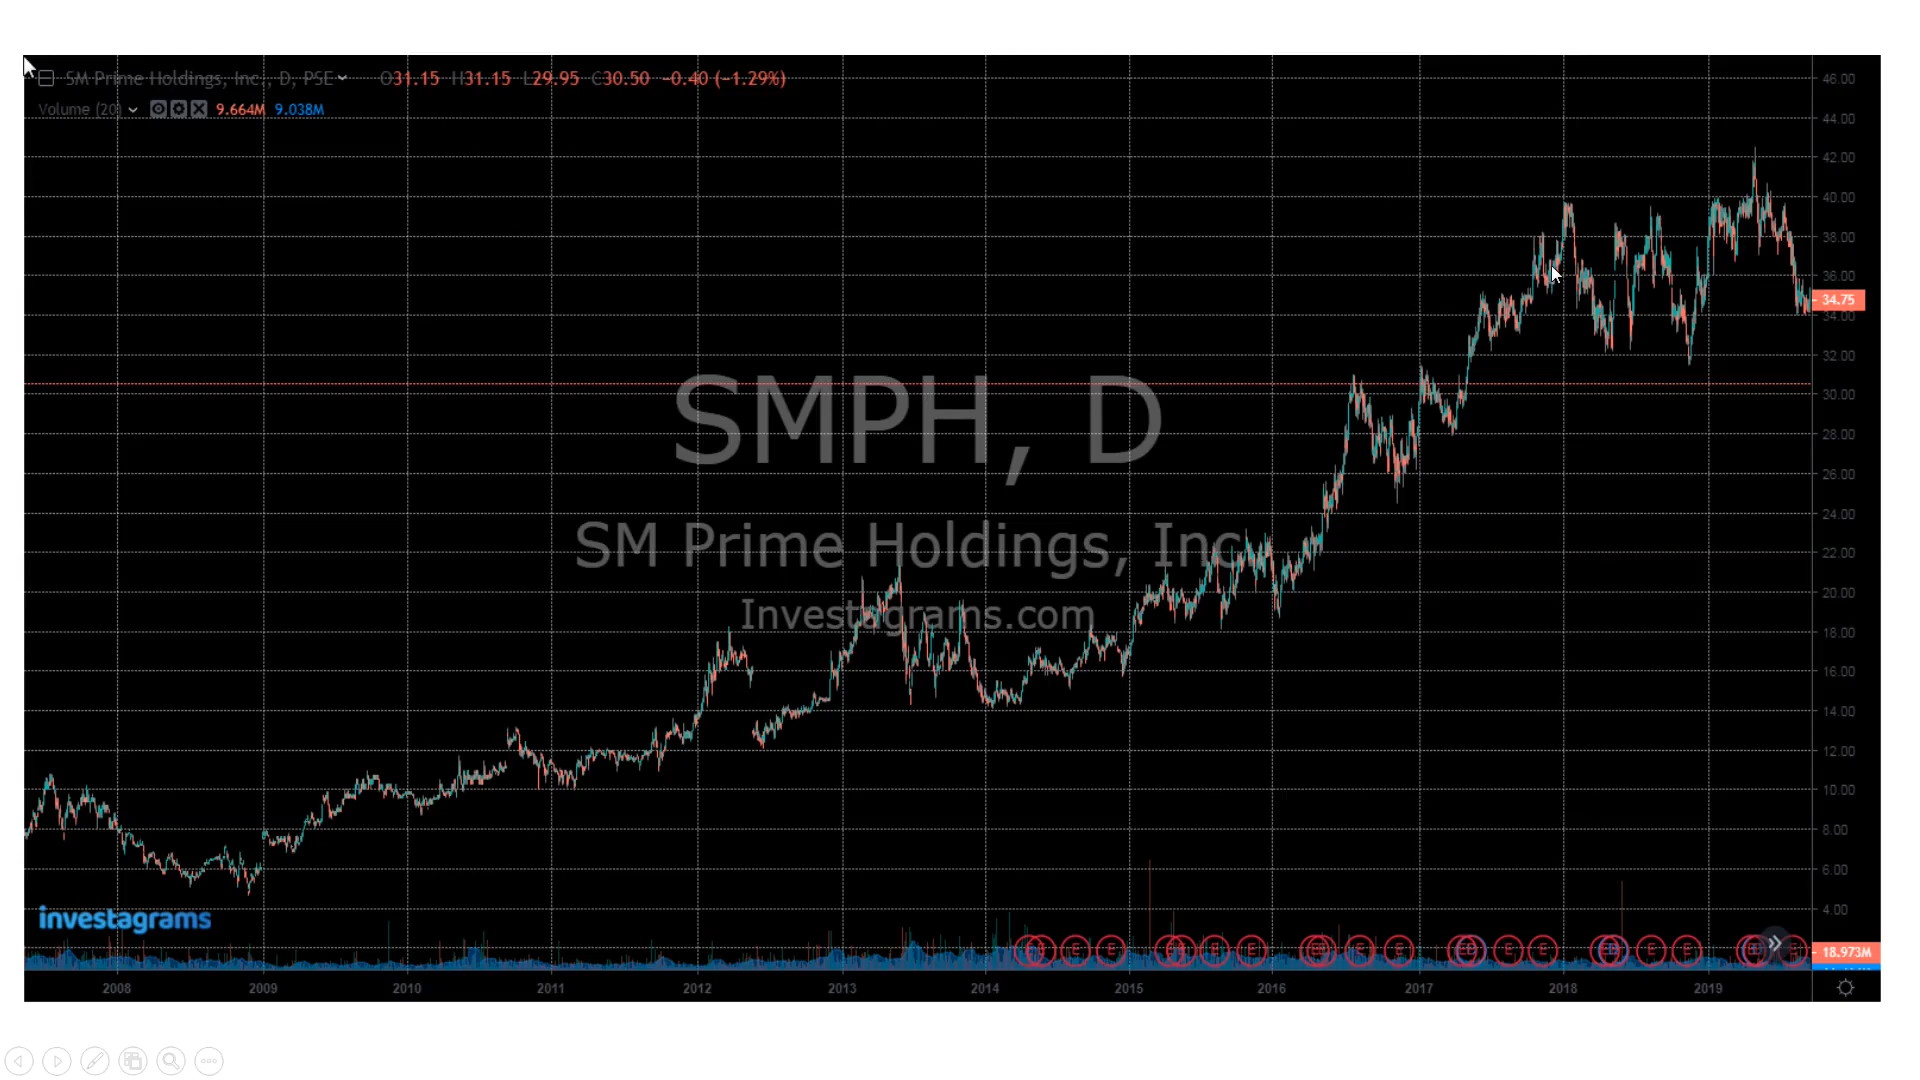 SM Prime Holdings, Inc., D, PSE O31.15 H31.15 L29.95 C30.50 −0.40 (−1.29%)
Volume (20) 9.664M 9.038M
46.00
44.00
42.00
40.00
38.00
36.00
34.75
34.00
32.00
30.00
28.00
26.00
24.00
22.00
20.00
18.00
16.00
14.00
12.00
10.00
8.00
6.00
4.00
18.973M
SMPH, D
SM Prime Holdings, Inc.
Investagrams.com
investagrams
E E E E E E E E E E E
2008 2009 2010 2011 2012 2013 2014 2015 2016 2017 2018 2019